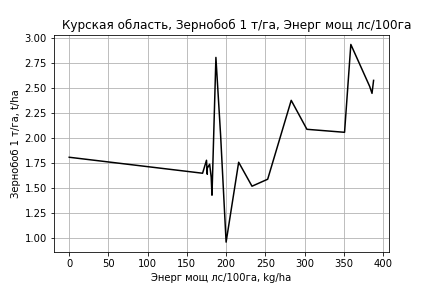 Курская область, Зернобоб 1 т/га, Энерг мощ лс/100га
3.00
2.75
2.50
2.25
2.00
1.75
1.50
1.25
1.00
Зернобоб 1 т/га, t/ha
0 50 100 150 200 250 300 350 400
Энерг мощ лс/100га, kg/ha